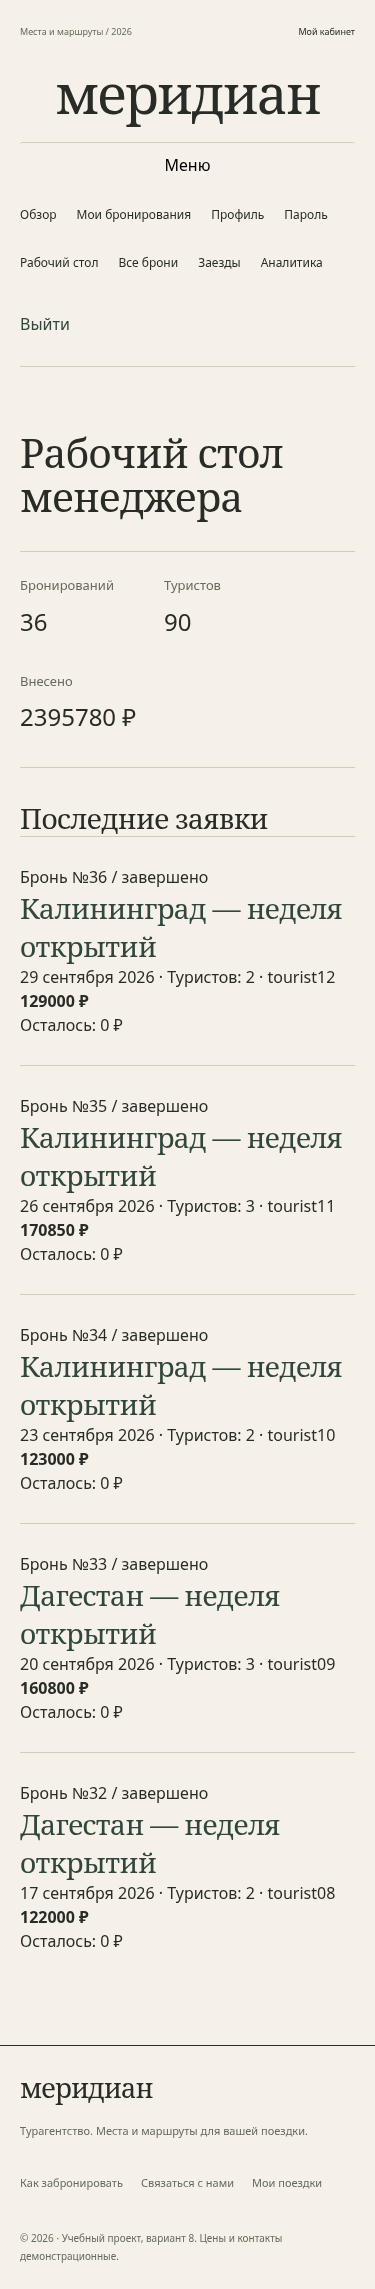 Места и маршруты / 2026
Мой кабинет
меридиан
Меню
Обзор Мои бронирования Профиль Пароль
Рабочий стол Все брони Заезды Аналитика
Выйти
Рабочий стол
менеджера
Бронирований Туристов
36 90
Внесено
2395780 ₽
Последние заявки
Бронь №36 / завершено
Калининград — неделя
открытий
29 сентября 2026 · Туристов: 2 · tourist12
129000 ₽
Осталось: 0 ₽
Бронь №35 / завершено
Калининград — неделя
открытий
26 сентября 2026 · Туристов: 3 · tourist11
170850 ₽
Осталось: 0 ₽
Бронь №34 / завершено
Калининград — неделя
открытий
23 сентября 2026 · Туристов: 2 · tourist10
123000 ₽
Осталось: 0 ₽
Бронь №33 / завершено
Дагестан — неделя
открытий
20 сентября 2026 · Туристов: 3 · tourist09
160800 ₽
Осталось: 0 ₽
Бронь №32 / завершено
Дагестан — неделя
открытий
17 сентября 2026 · Туристов: 2 · tourist08
122000 ₽
Осталось: 0 ₽
меридиан
Турагентство. Места и маршруты для вашей поездки.
Как забронировать Связаться с нами Мои поездки
© 2026 · Учебный проект, вариант 8. Цены и контакты
демонстрационные.